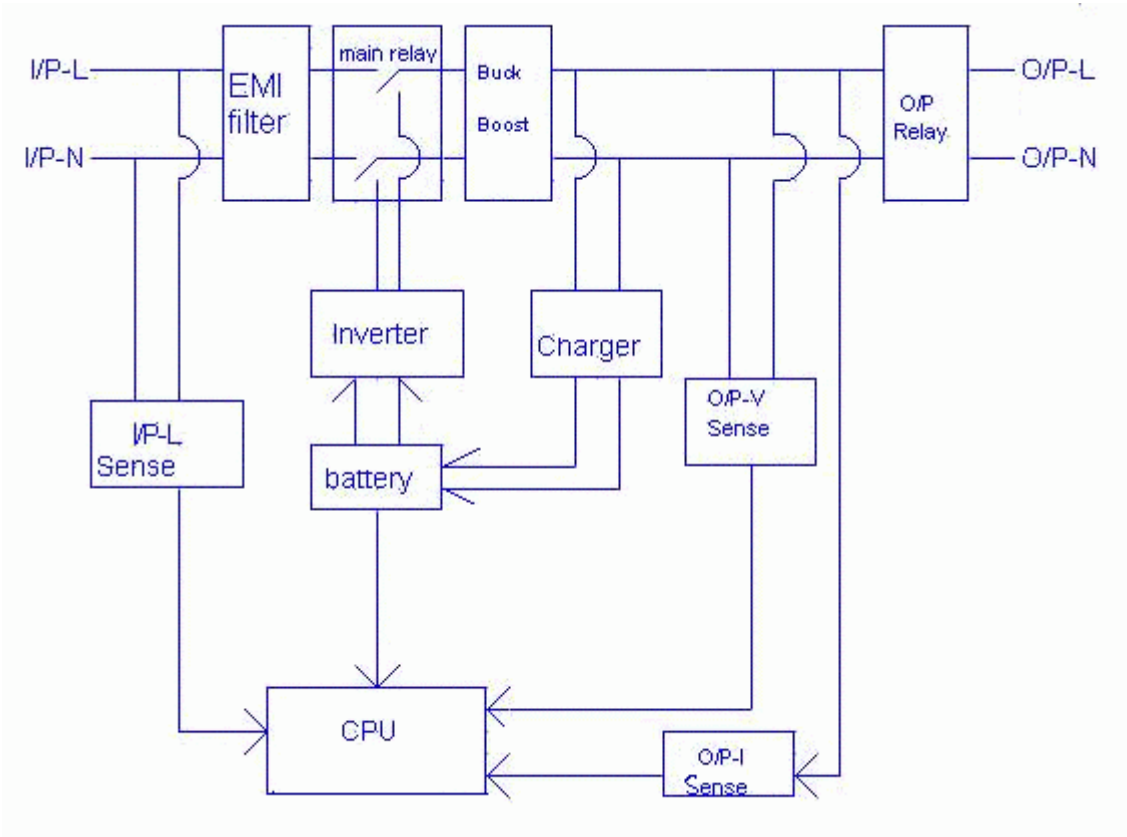 I/P-L
EMI
filter
main relay
Buck
Boost
O/P
Relay
O/P-L
I/P-N
O/P-N
Inverter
Charger
I/P-L
Sense
battery
O/P-V
Sense
CPU
O/P-I
Sense